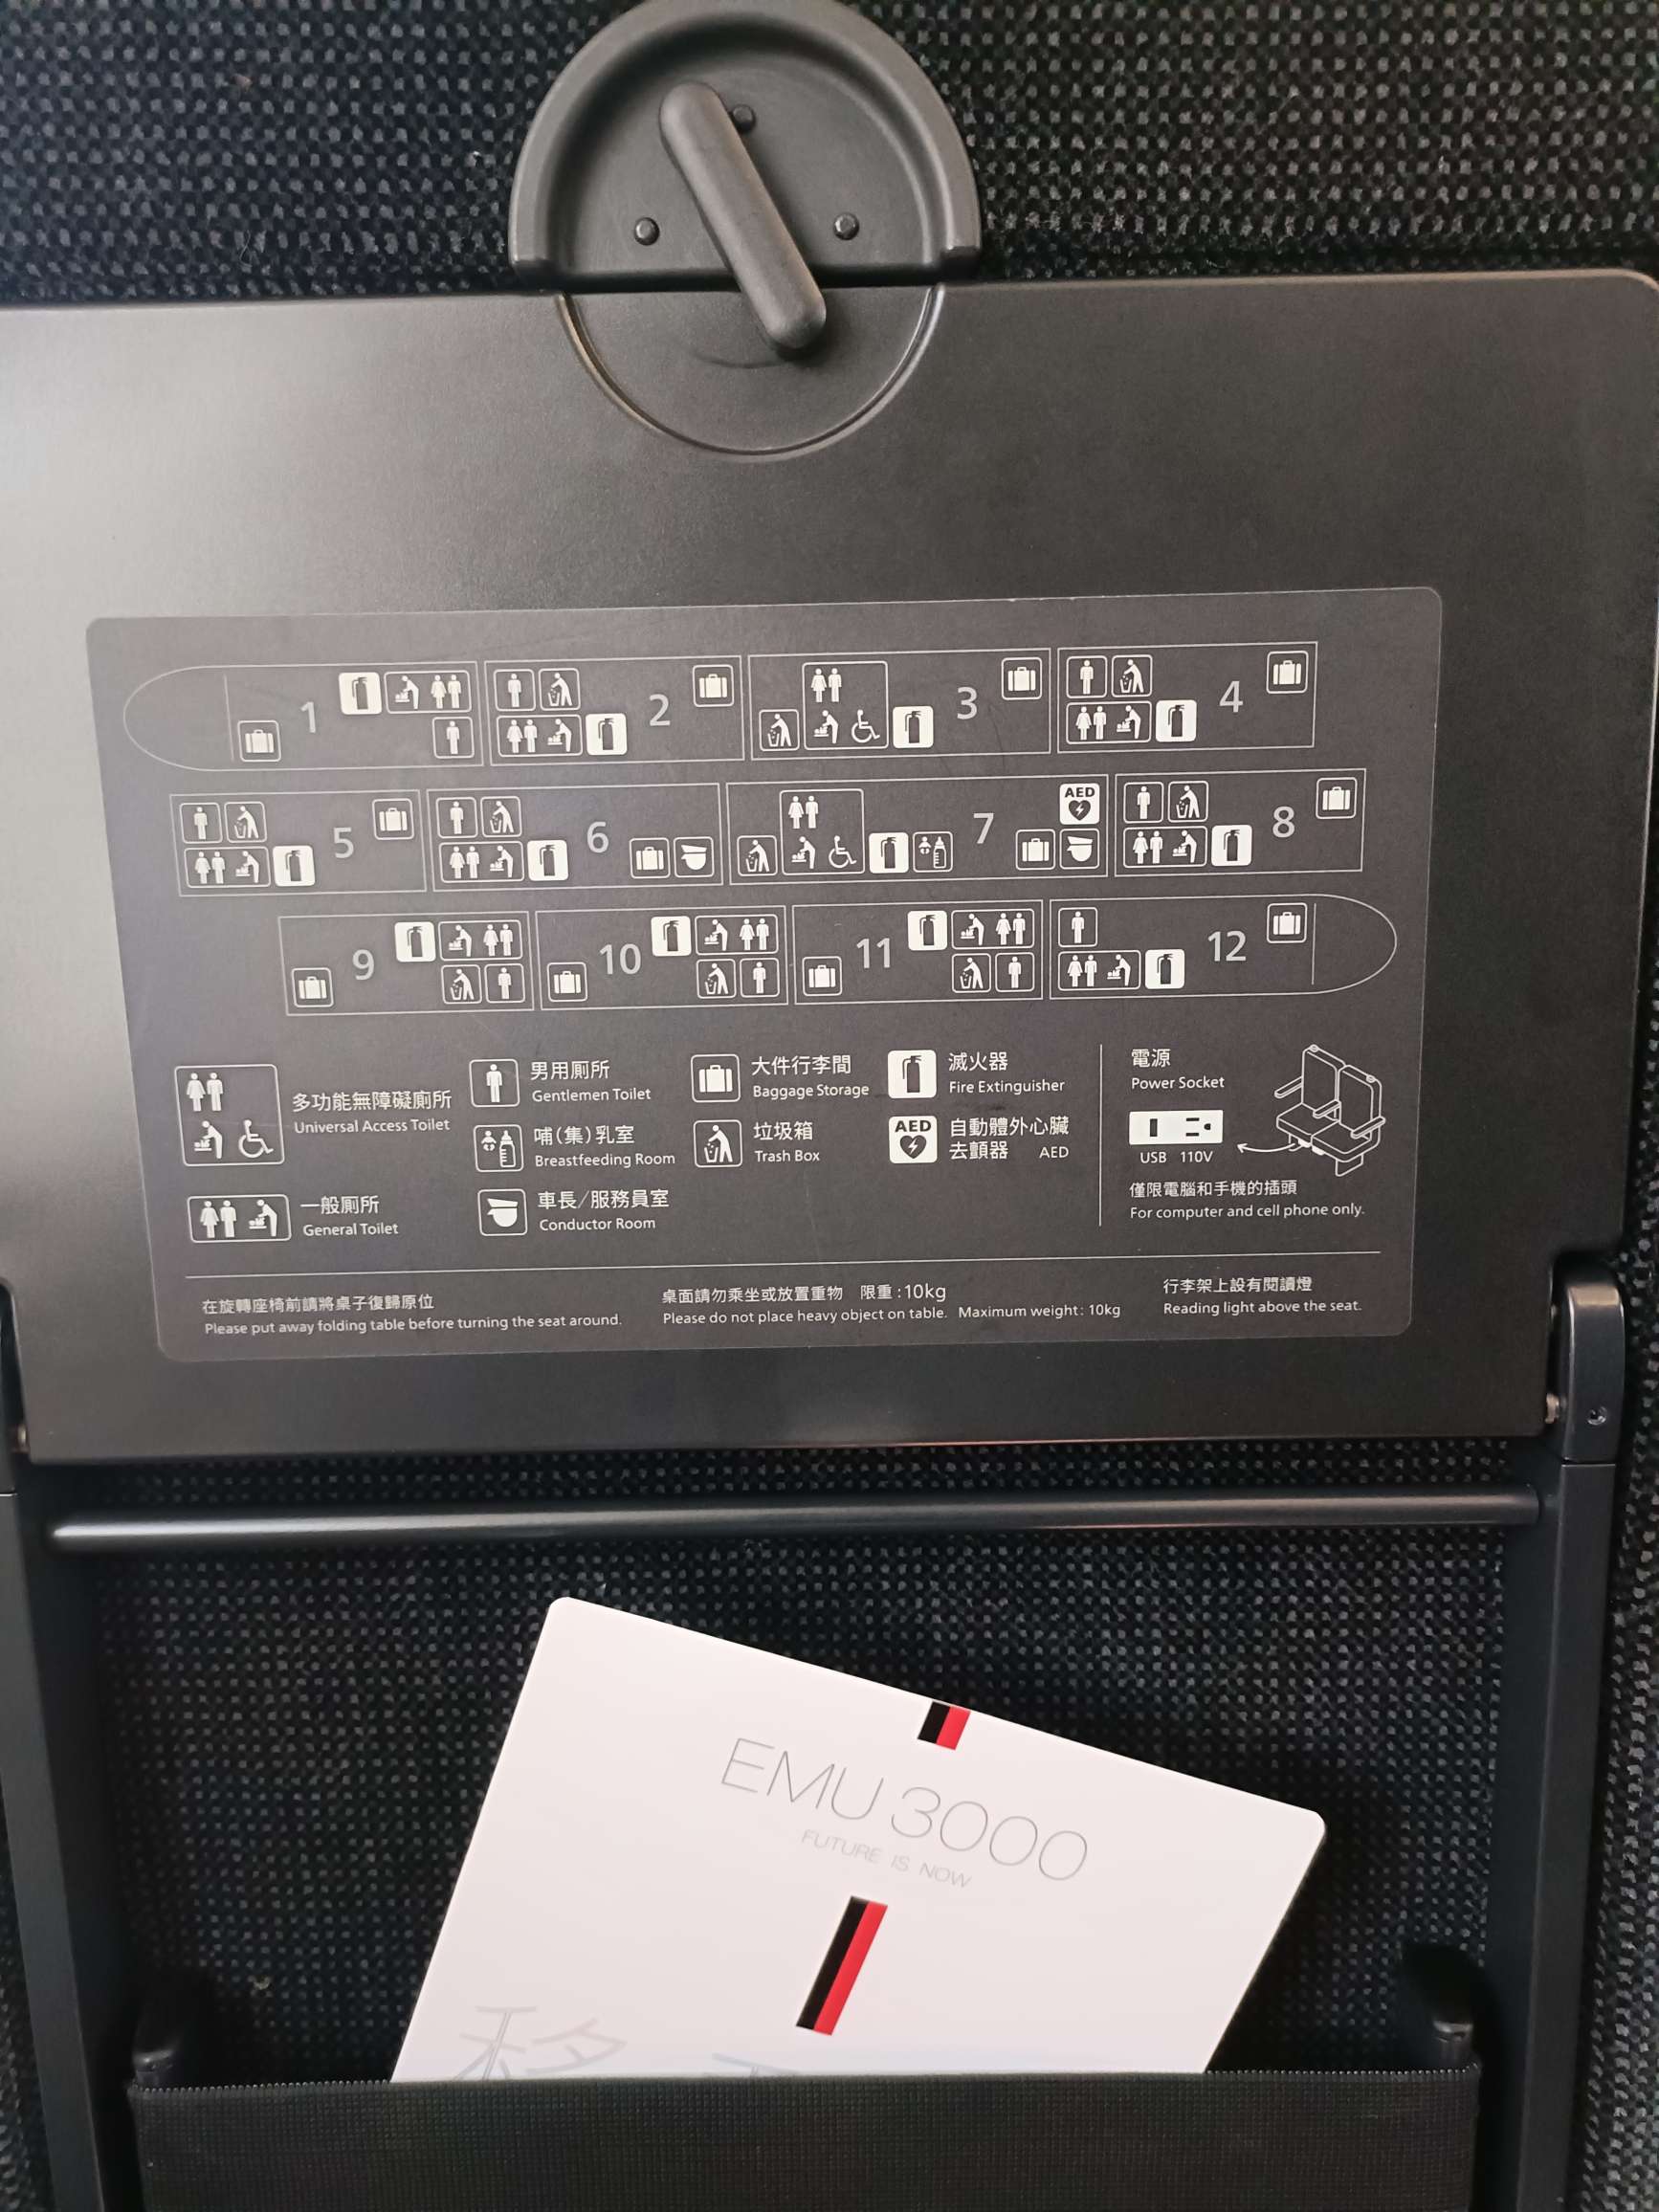 1 2 3 4
AED
5 6 7 8
9 10 11 12
多功能無障礙廁所
Universal Access Toilet
一般廁所
General Toilet
男用廁所
Gentlemen Toilet
哺(集)乳室
Breastfeeding Room
車長/服務員室
Conductor Room
大件行李間
Baggage Storage
垃圾箱
Trash Box
滅火器
Fire Extinguisher
AED
自動體外心臟
去顫器 AED
電源
Power Socket
USB 110V
僅限電腦和手機的插頭
For computer and cell phone only.
在旋轉座椅前請將桌子復歸原位
Please put away folding table before turning the seat around.
桌面請勿乘坐或放置重物 限重:10kg
Please do not place heavy object on table. Maximum weight: 10kg
行李架上設有閱讀燈
Reading light above the seat.
EMU 3000
FUTURE IS NOW
移